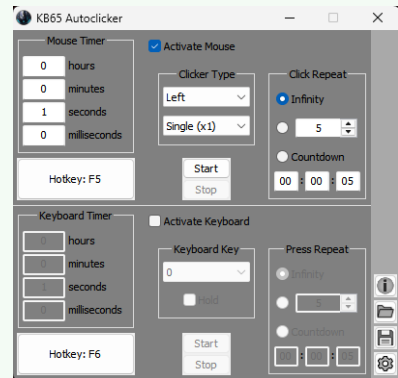 KB65 Autoclicker
Mouse Timer
0 hours
0 minutes
1 seconds
0 milliseconds
Hotkey: F5
Activate Mouse
Clicker Type
Left
Single (x1)
Start
Stop
Click Repeat
Infinity
5
Countdown
00 : 00 : 05
Keyboard Timer
0 hours
0 minutes
1 seconds
0 milliseconds
Hotkey: F6
Activate Keyboard
Keyboard Key
0
Hold
Start
Stop
Press Repeat
Infinity
5
Countdown
00 : 00 : 05